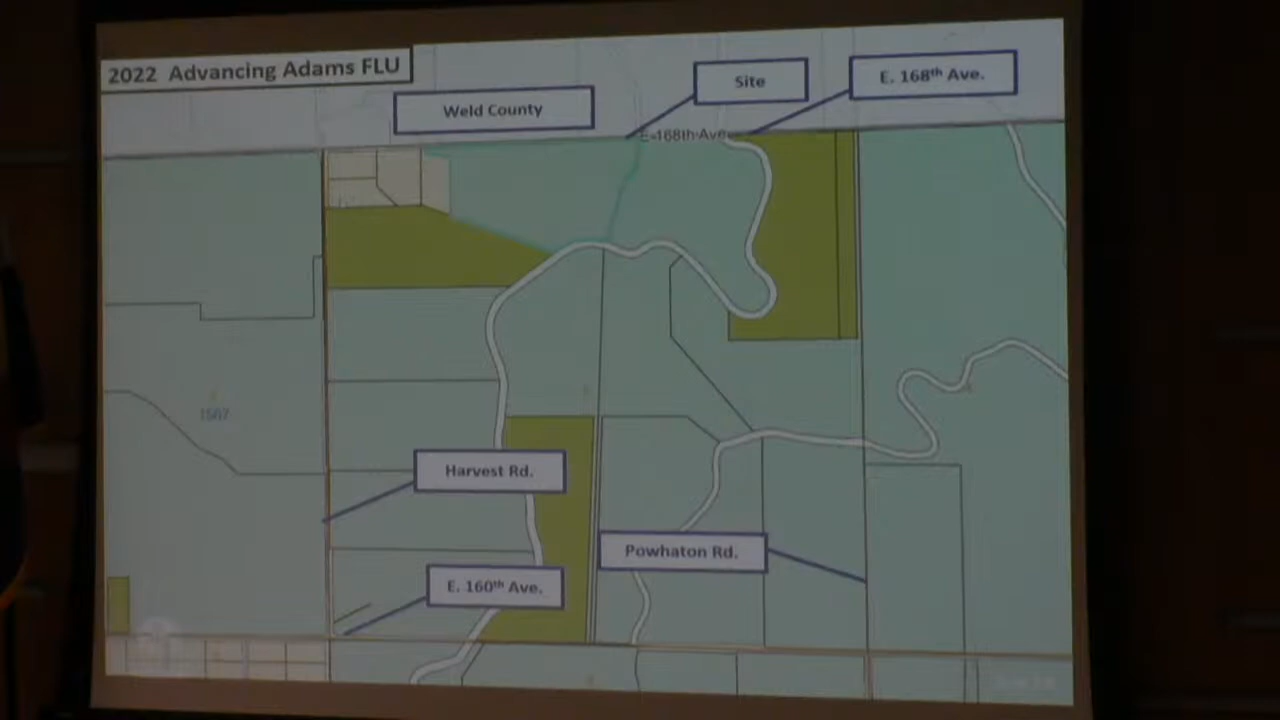 2022 Advancing Adams FLU
Weld County
Site
E. 168th Ave.
E 168th Ave
Harvest Rd.
Powhaton Rd.
E. 160th Ave.